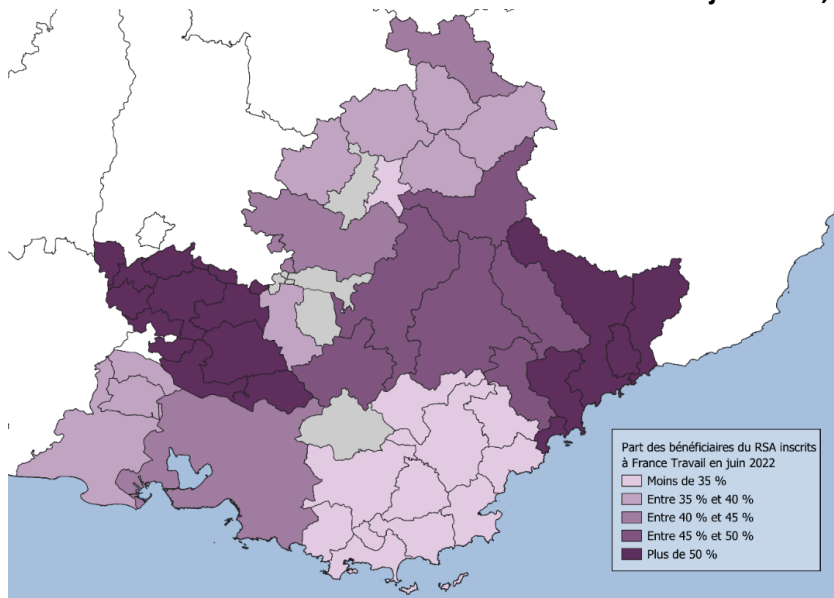 Part des bénéficiaires du RSA inscrits
à France Travail en juin 2022
Moins de 35 %
Entre 35 % et 40 %
Entre 40 % et 45 %
Entre 45 % et 50 %
Plus de 50 %